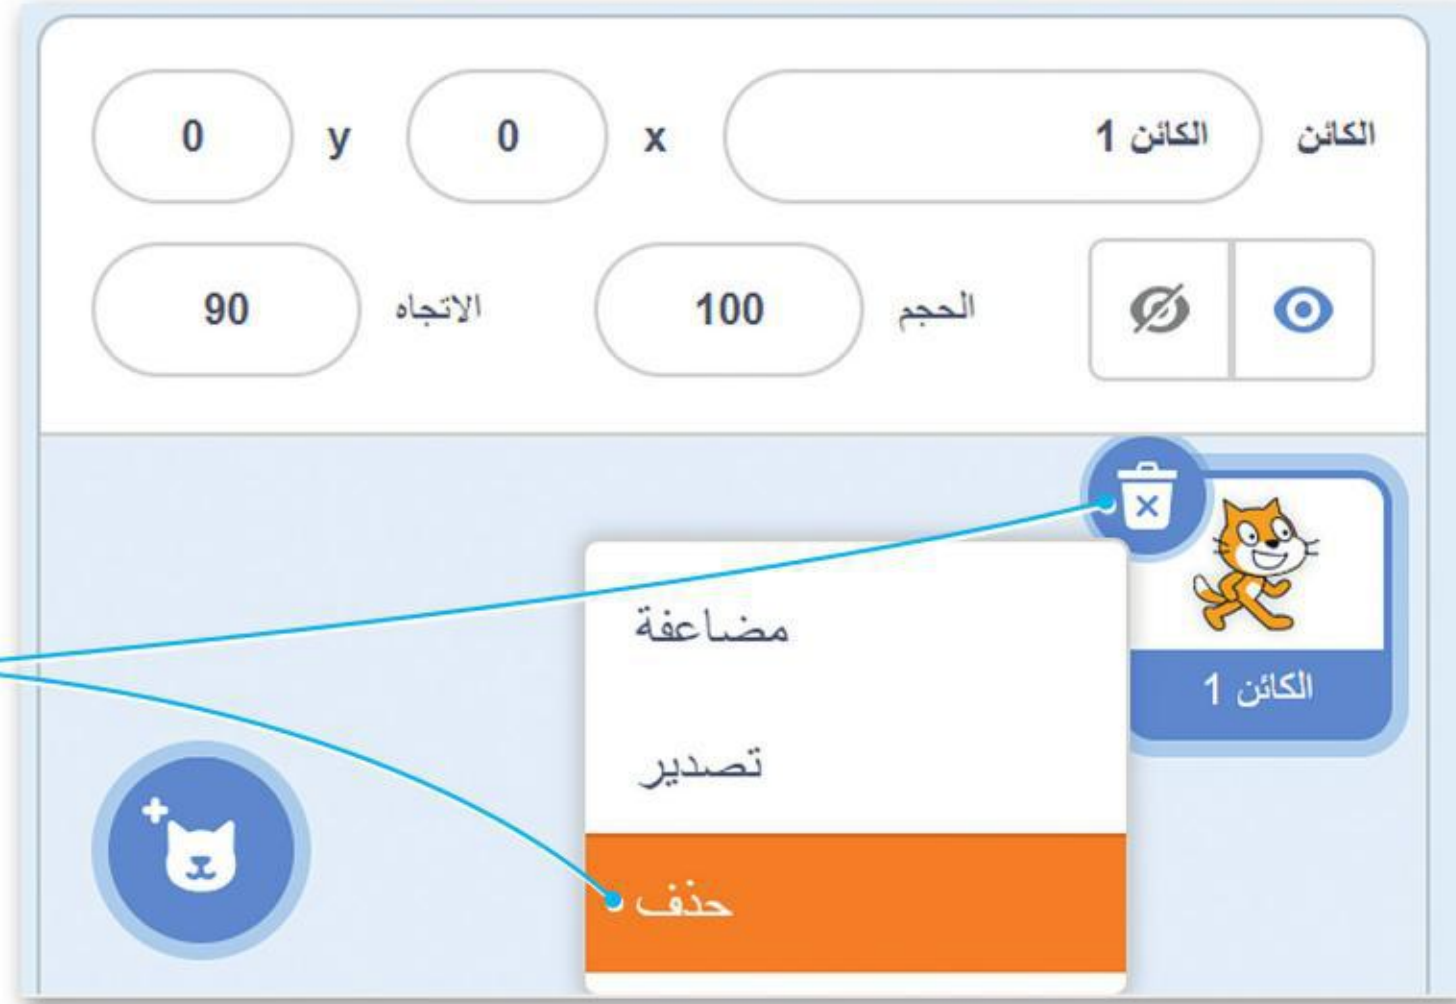 الكائن الكائن 1 x 0 y 0
الحجم 100 الاتجاه 90
الكائن 1
مضاعفة
تصدير
حذف